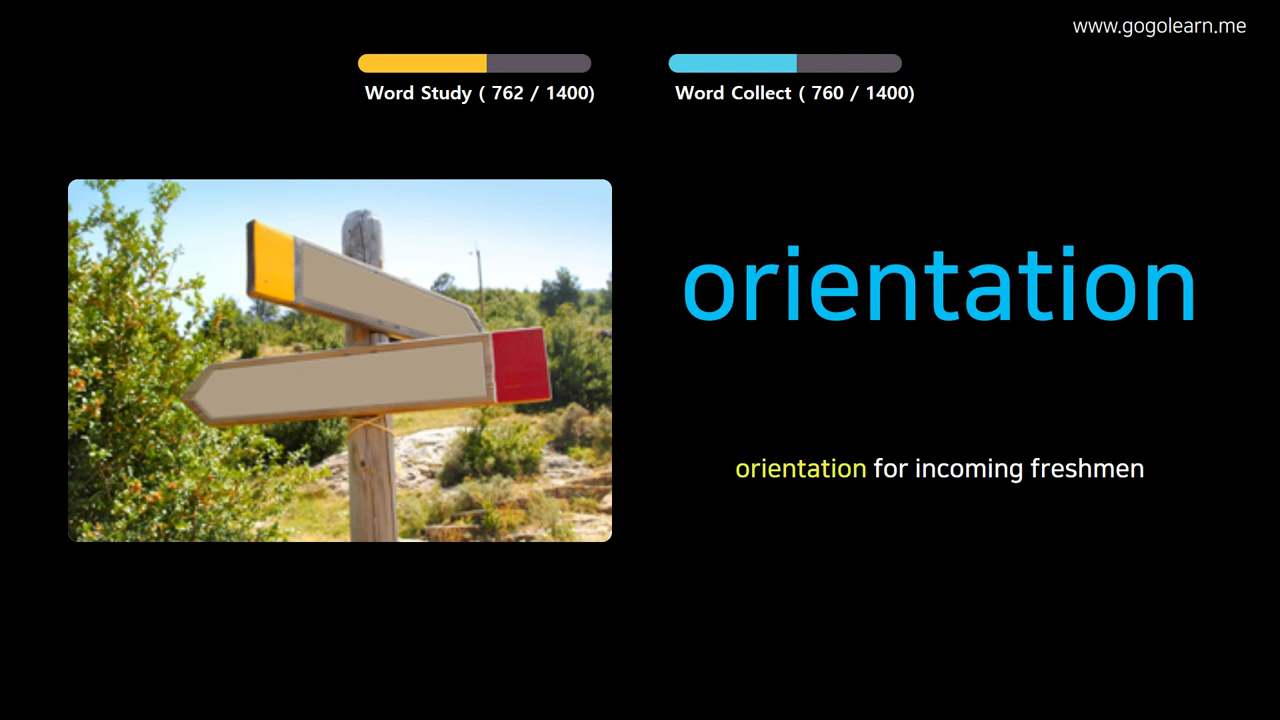 www.gogolearn.me
Word Study ( 762 / 1400)
Word Collect ( 760 / 1400)
orientation
orientation for incoming freshmen